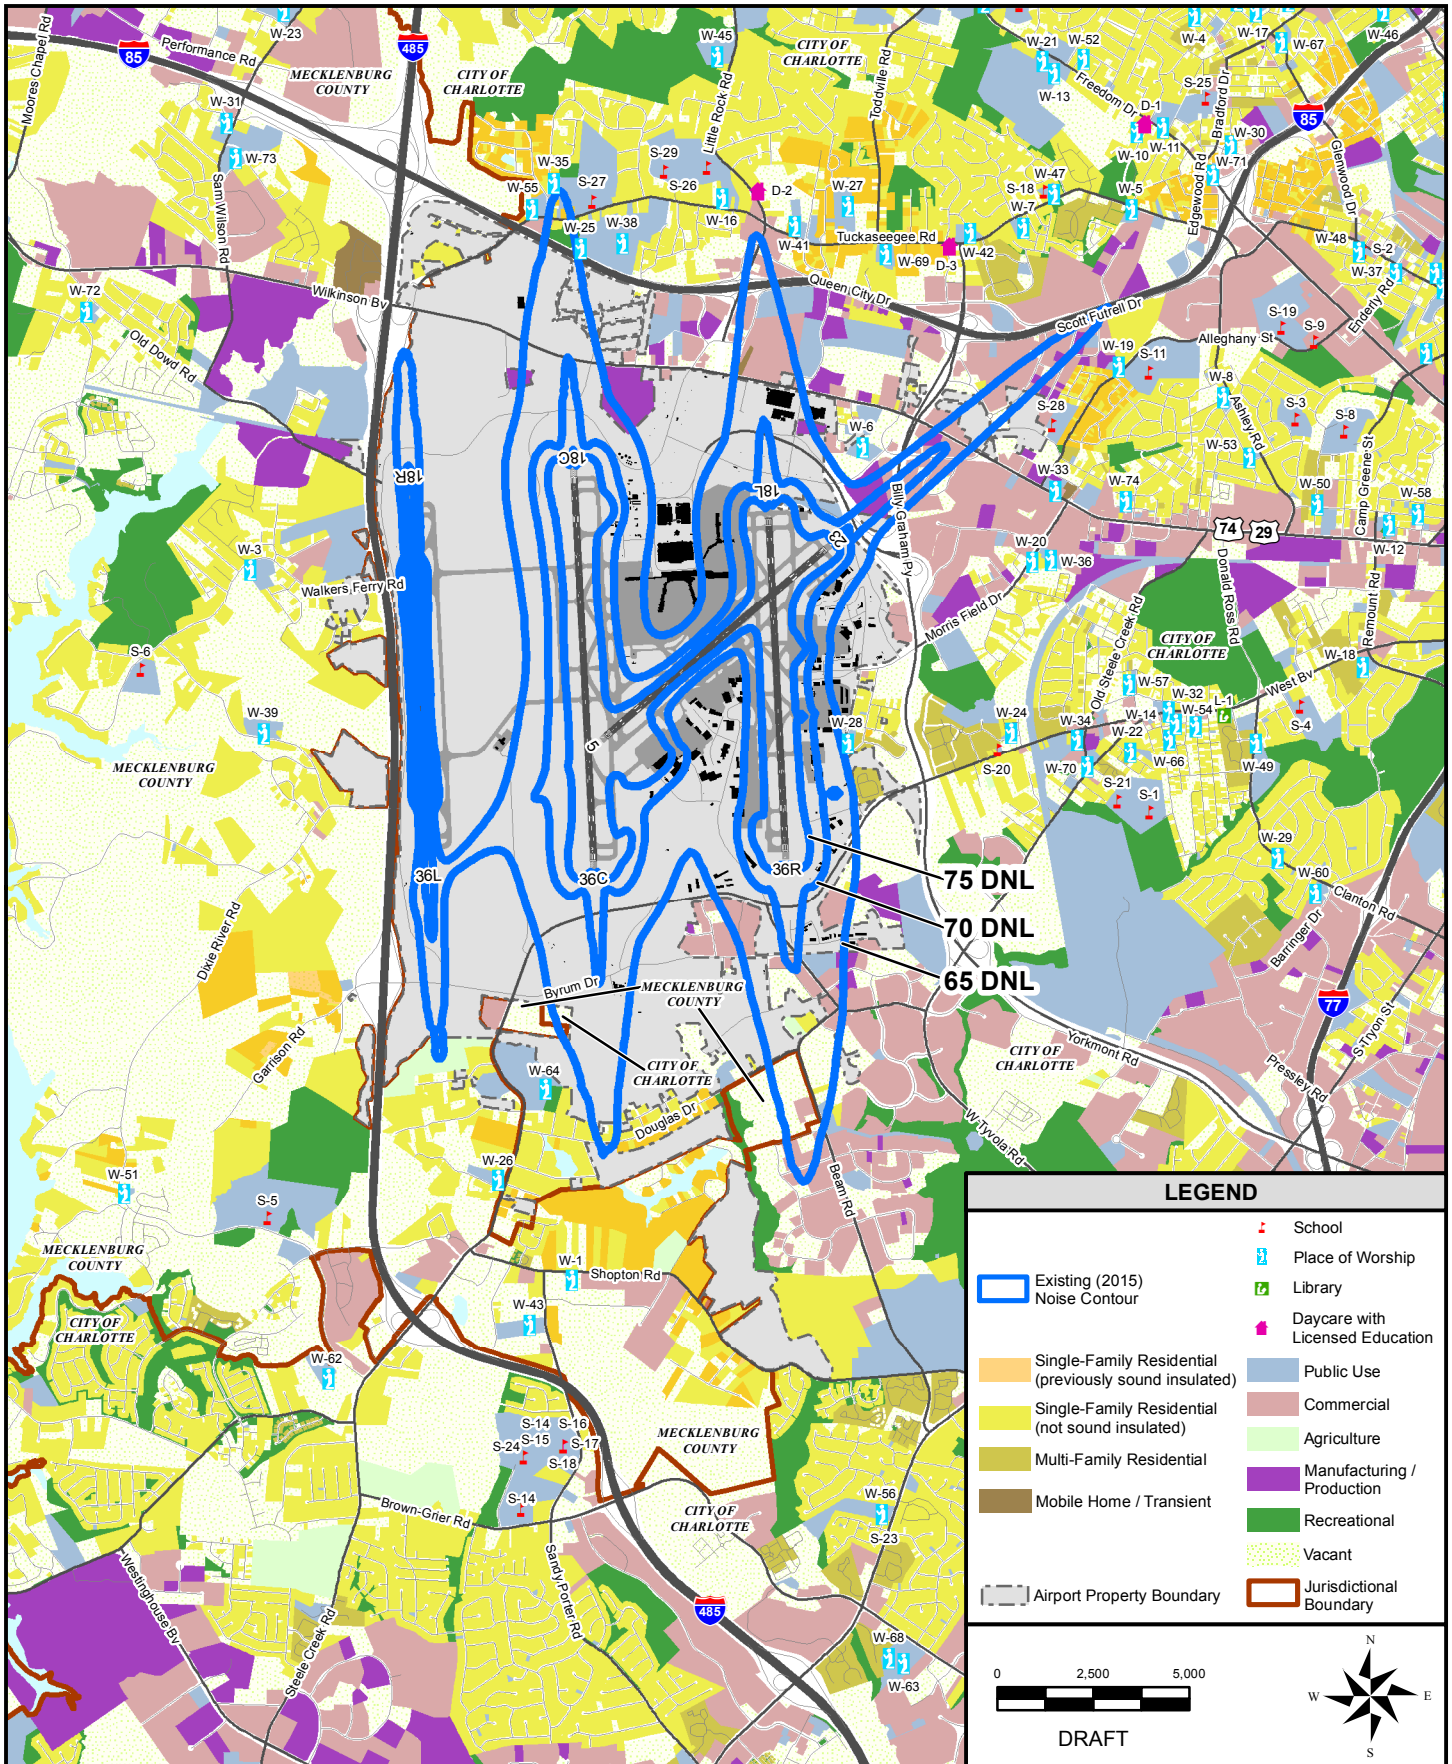 W-23
Performance Rd
485
85
Moores Chapel Rd
MECKLENBURG
COUNTY
CITY OF
CHARLOTTE
W-45
Little Rock Rd
CITY OF
CHARLOTTE
Toddville Rd
W-21
W-52
W-13
Freedom Dr
D-1
W-4
W-17
W-67
W-46
S-25
Bradford Dr
85
W-30
W-11
W-10
W-71
Glenwood Dr
W-31
W-73
Sam Wilson Rd
W-35
S-27
W-55
S-29
S-26
W-16
W-25
W-38
D-2
W-41
W-27
Tuckaseegee Rd
W-69
D-3
W-42
W-47
S-18
W-7
W-5
Edgewood Rd
W-48
S-2
W-37
Enderly Rd
W-72
Wilkinson Bv
Old Dowd Rd
Queen City Dr
Scott Futrell Dr
W-19
S-11
Alleghany St
S-19
S-9
W-8
Ashley Rd
S-3
S-8
S-28
W-6
W-53
W-33
W-74
W-50
Camp Greene St
W-58
W-12
74
29
18R
18C
18L
23
5
Billy Graham Py
W-20
W-36
Morris Field Dr
W-3
Walkers Ferry Rd
S-6
W-39
MECKLENBURG
COUNTY
Donald Ross Rd
Remount Rd
CITY OF
CHARLOTTE
W-18
West Bv
Old Steele Creek Rd
W-57
W-32
L-1
W-14
W-54
W-34
W-22
W-66
W-24
S-20
W-70
W-49
S-4
S-21
S-1
W-28
W-29
W-60
Clanton Rd
Barringer Dr
77
S Tryon St
Pressley Rd
36L
36C
36R
75 DNL
70 DNL
65 DNL
Dixie River Rd
Garrison Rd
Byrum Dr
MECKLENBURG
COUNTY
CITY OF
CHARLOTTE
Yorkmont Rd
CITY OF
CHARLOTTE
W Tyvola Rd
W-64
Douglas Dr
W-26
Beam Rd
W-51
S-5
MECKLENBURG
COUNTY
CITY OF
CHARLOTTE
W-1
Shopton Rd
W-43
W-62
S-14
S-16
S-24
S-15
S-17
S-18
S-14
MECKLENBURG
COUNTY
CITY OF
CHARLOTTE
W-56
S-23
Brown-Grier Rd
Westinghouse Bv
Steele Creek Rd
Sandy Porter Rd
485
W-68
W-63
LEGEND
Existing (2015)
Noise Contour
School
Place of Worship
Library
Daycare with
Licensed Education
Single-Family Residential
(previously sound insulated)
Single-Family Residential
(not sound insulated)
Multi-Family Residential
Mobile Home / Transient
Airport Property Boundary
Public Use
Commercial
Agriculture
Manufacturing /
Production
Recreational
Vacant
Jurisdictional
Boundary
0
2,500
5,000
DRAFT
N
W
E
S